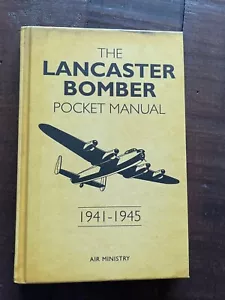 THE
LANCASTER
BOMBER
POCKET MANUAL
1941-1945
AIR MINISTRY